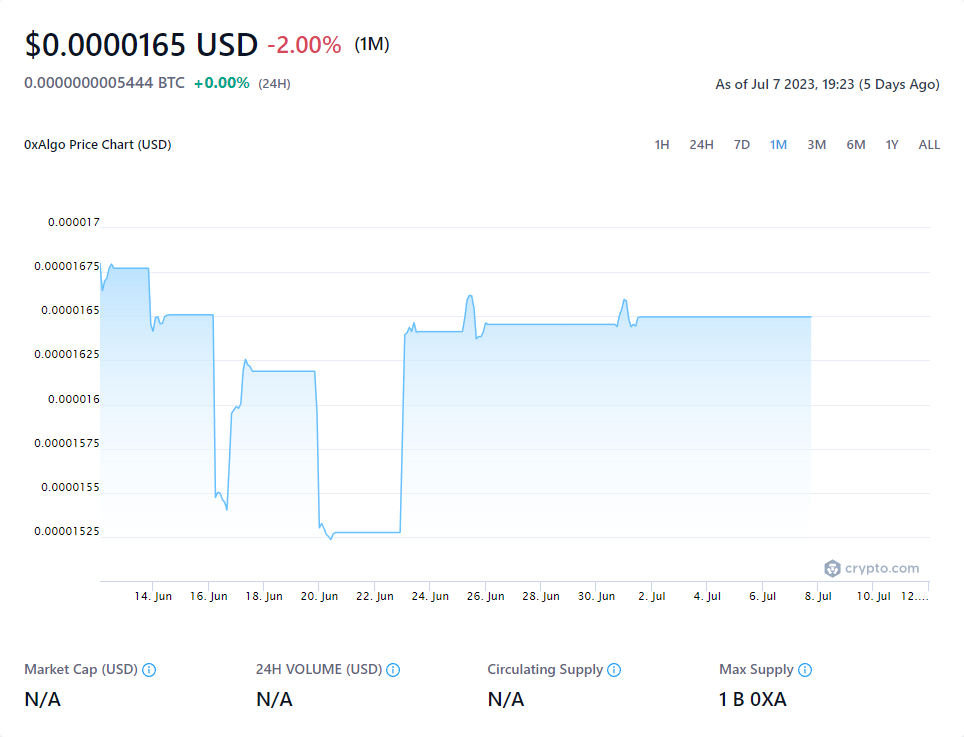 $0.0000165 USD -2.00% (1M)
0.0000000005444 BTC +0.00% (24H)
As of Jul 7 2023, 19:23 (5 Days Ago)
0xAlgo Price Chart (USD)
1H 24H 7D 1M 3M 6M 1Y ALL
0.000017
0.00001675
0.0000165
0.00001625
0.000016
0.00001575
0.0000155
0.00001525
crypto.com
14. Jun 16. Jun 18. Jun 20. Jun 22. Jun 24. Jun 26. Jun 28. Jun 30. Jun 2. Jul 4. Jul 6. Jul 8. Jul 10. Jul 12....
Market Cap (USD) 24H VOLUME (USD) Circulating Supply Max Supply
N/A N/A N/A 1 B 0XA